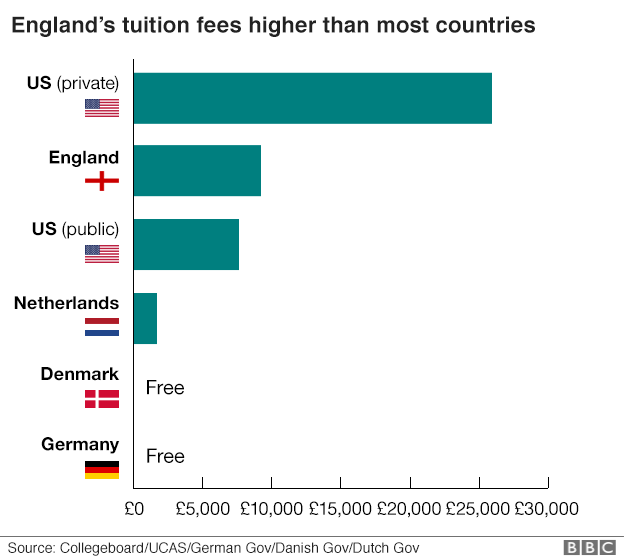 England’s tuition fees higher than most countries
US (private)
England
US (public)
Netherlands
Denmark
Free
Germany
Free
£0 £5,000 £10,000 £15,000 £20,000 £25,000 £30,000
Source: Collegeboard/UCAS/German Gov/Danish Gov/Dutch Gov
BBC